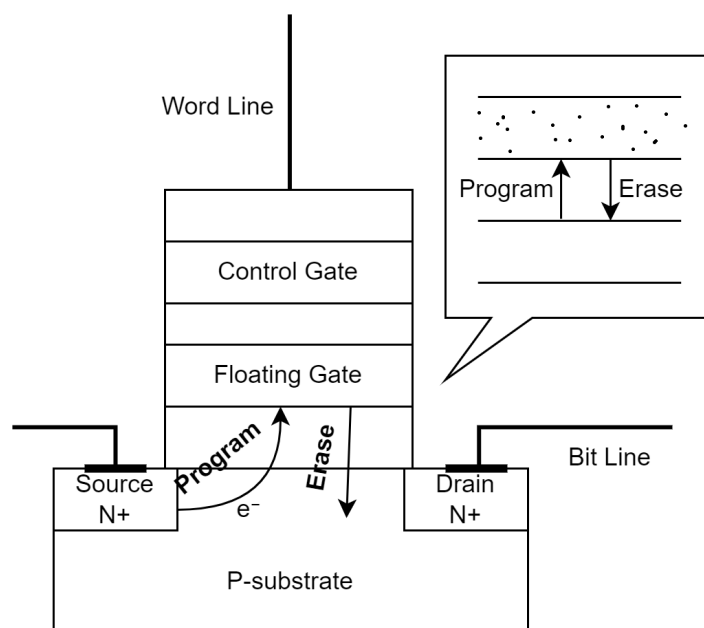 Word Line
Program
Erase
Control Gate
Floating Gate
Program
Erase
Bit Line
Source
N+
e⁻
Drain
N+
P-substrate